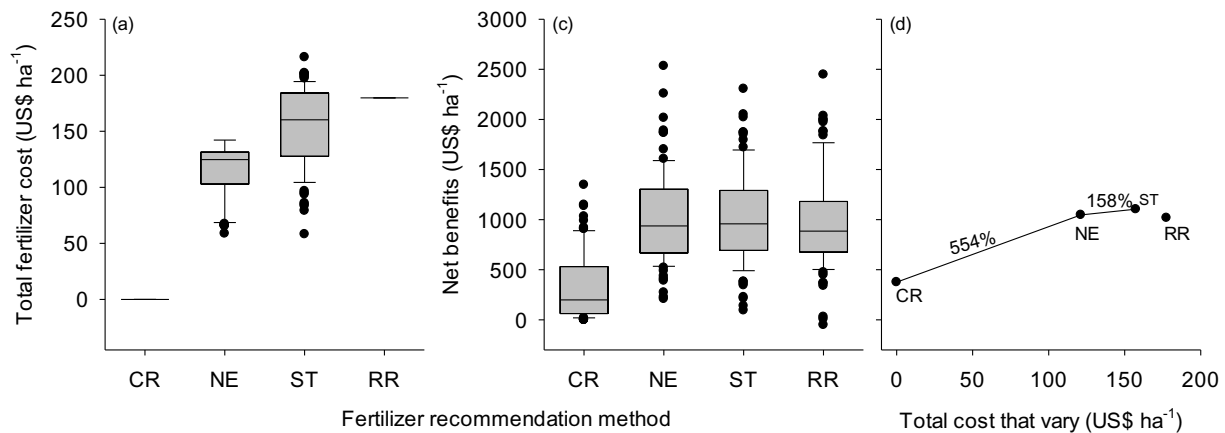 (a)
Total fertilizer cost (US$ ha⁻¹)
250
200
150
100
50
0
CR NE ST RR
(c)
Net benefits (US$ ha⁻¹)
3000
2500
2000
1500
1000
500
0
CR NE ST RR
Fertilizer recommendation method
(d)
554%
158%
CR
NE
ST
RR
0 50 100 150 200
Total cost that vary (US$ ha⁻¹)